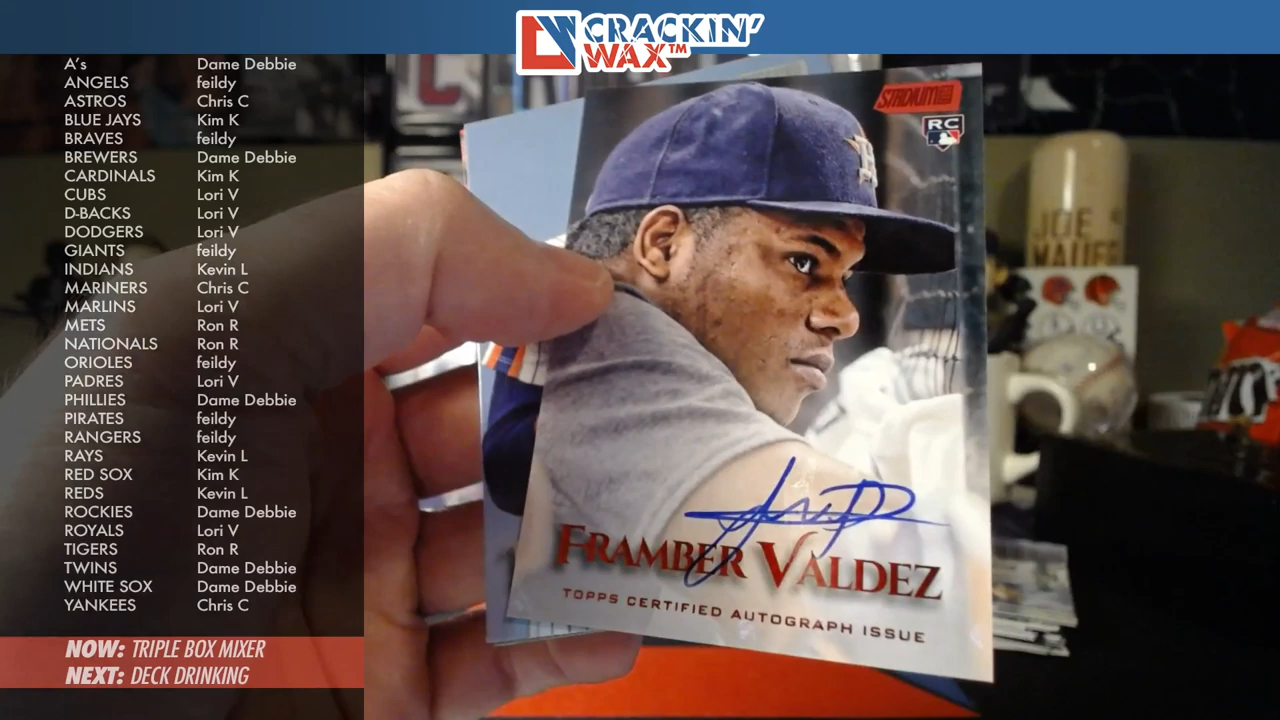 CRACKIN'
WAX™
A's Dame Debbie
ANGELS feildy
ASTROS Chris C
BLUE JAYS Kim K
BRAVES feildy
BREWERS Dame Debbie
CARDINALS Kim K
CUBS Lori V
D-BACKS Lori V
DODGERS Lori V
GIANTS feildy
INDIANS Kevin L
MARINERS Chris C
MARLINS Lori V
METS Ron R
NATIONALS Ron R
ORIOLES feildy
PADRES Lori V
PHILLIES Dame Debbie
PIRATES feildy
RANGERS feildy
RAYS Kevin L
RED SOX Kim K
REDS Kevin L
ROCKIES Dame Debbie
ROYALS Lori V
TIGERS Ron R
TWINS Dame Debbie
WHITE SOX Dame Debbie
YANKEES Chris C
NOW: TRIPLE BOX MIXER
NEXT: DECK DRINKING
STADIUM
RC
H
FRAMBER VALDEZ
TOPPS CERTIFIED AUTOGRAPH ISSUE
JOE
MAUER